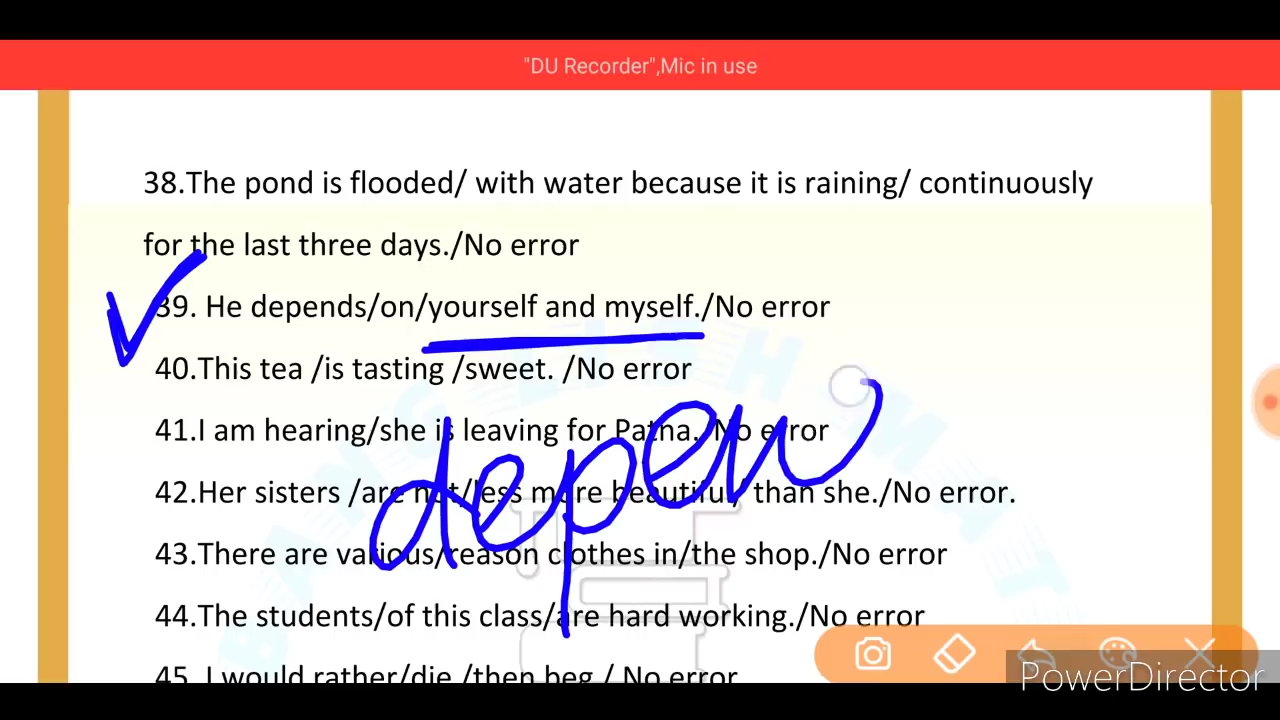 "DU Recorder",Mic in use
38.The pond is flooded/ with water because it is raining/ continuously
for the last three days./No error
39. He depends/on/yourself and myself./No error
40.This tea /is tasting /sweet. /No error
41.I am hearing/she is leaving for Patna./No error
depen
42.Her sisters /are not/less more beautiful/ than she./No error.
43.There are various/reason clothes in/the shop./No error
44.The students/of this class/are hard working./No error
45. I would rather/die /then beg./ No error
PowerDirector